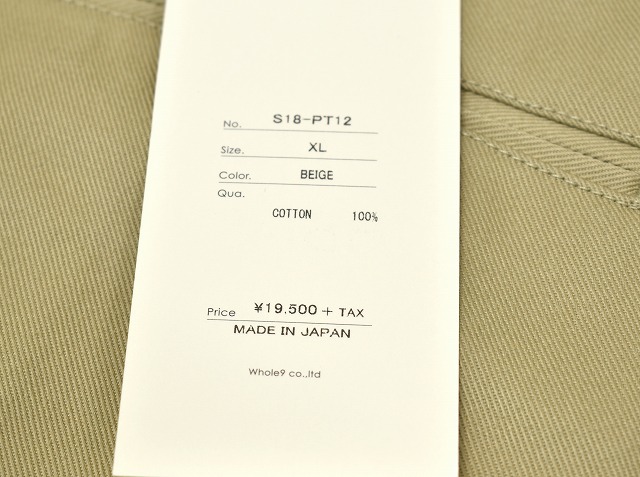 No. S18-PT12
Size. XL
Color. BEIGE
Qua.
COTTON 100%
Price ¥19.500 + TAX
MADE IN JAPAN
Whole9 co.,ltd